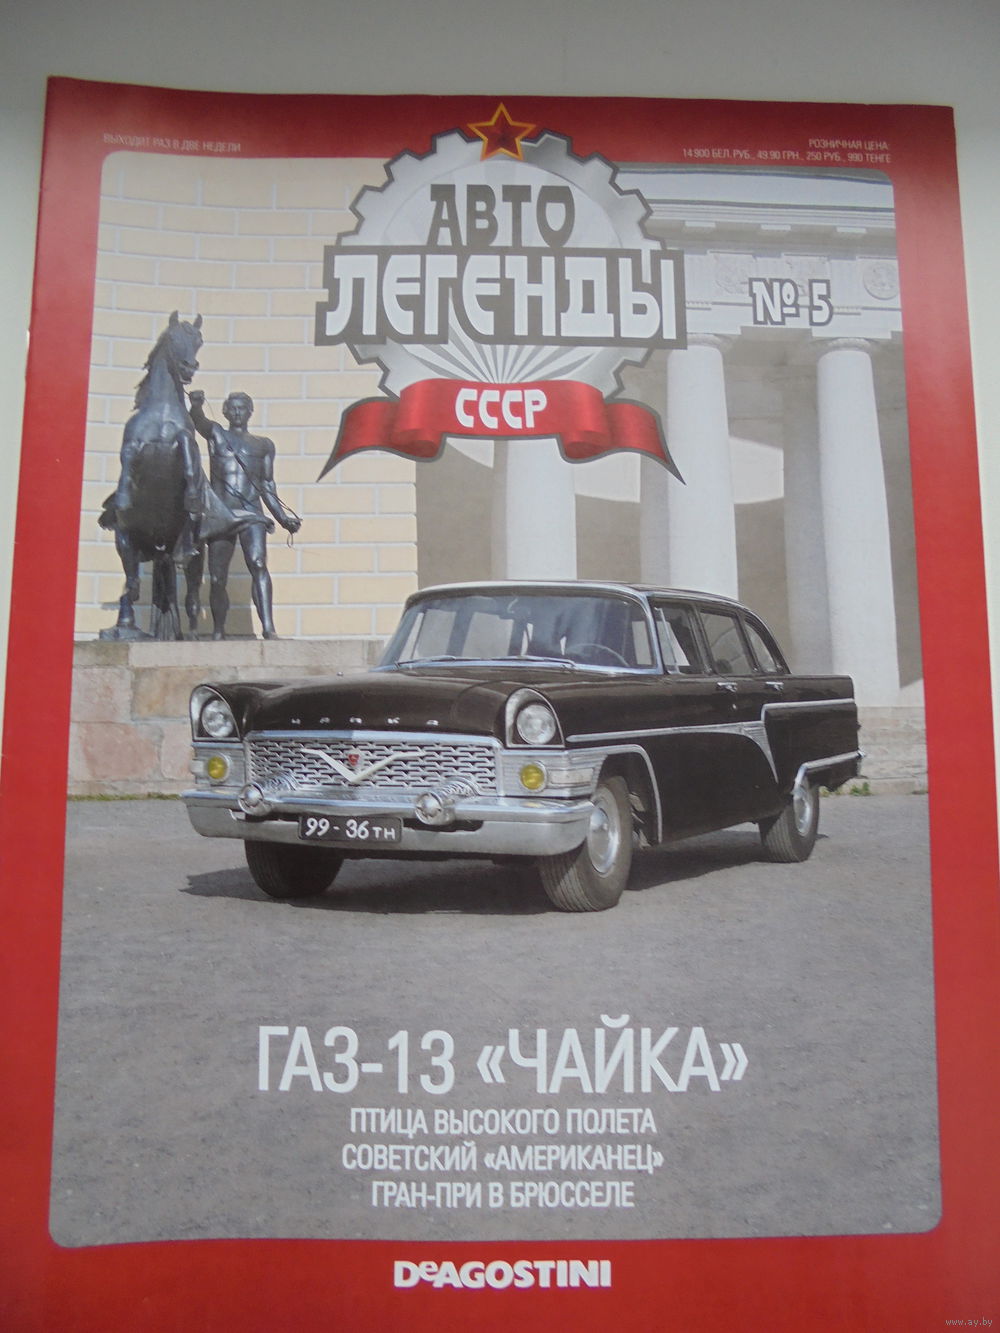 ВЫХОДИТ РАЗ В ДВЕ НЕДЕЛИ
РОЗНИЧНАЯ ЦЕНА:
14 900 БЕЛ. РУБ., 49.90 ГРН., 250 РУБ., 990 ТЕНГЕ
АВТО
ЛЕГЕНДЫ
СССР
№ 5
ЧАЙКА
99-36 ТН
ГАЗ-13 «ЧАЙКА»
ПТИЦА ВЫСОКОГО ПОЛЕТА
СОВЕТСКИЙ «АМЕРИКАНЕЦ»
ГРАН-ПРИ В БРЮССЕЛЕ
DeAGOSTINI
www.ay.by